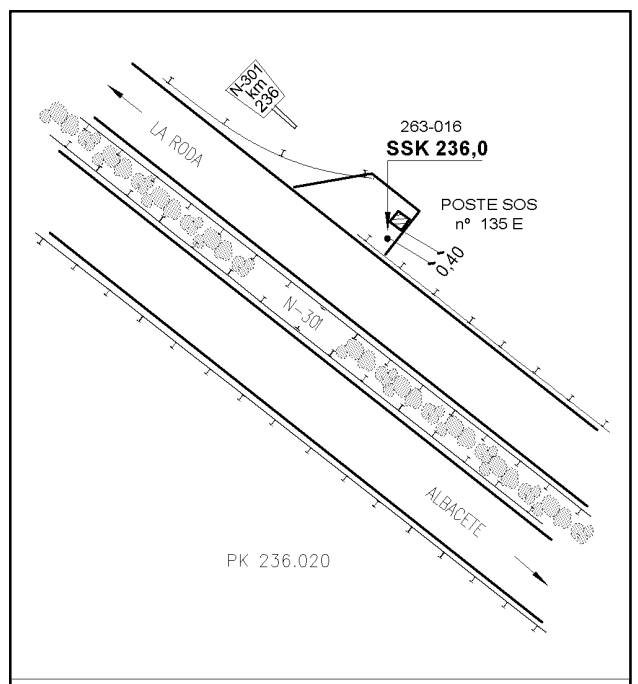 N-301
km
236
LA RODA
263-016
SSK 236,0
POSTE SOS
nº 135 E
0,40
N-301
ALBACETE
PK 236.020